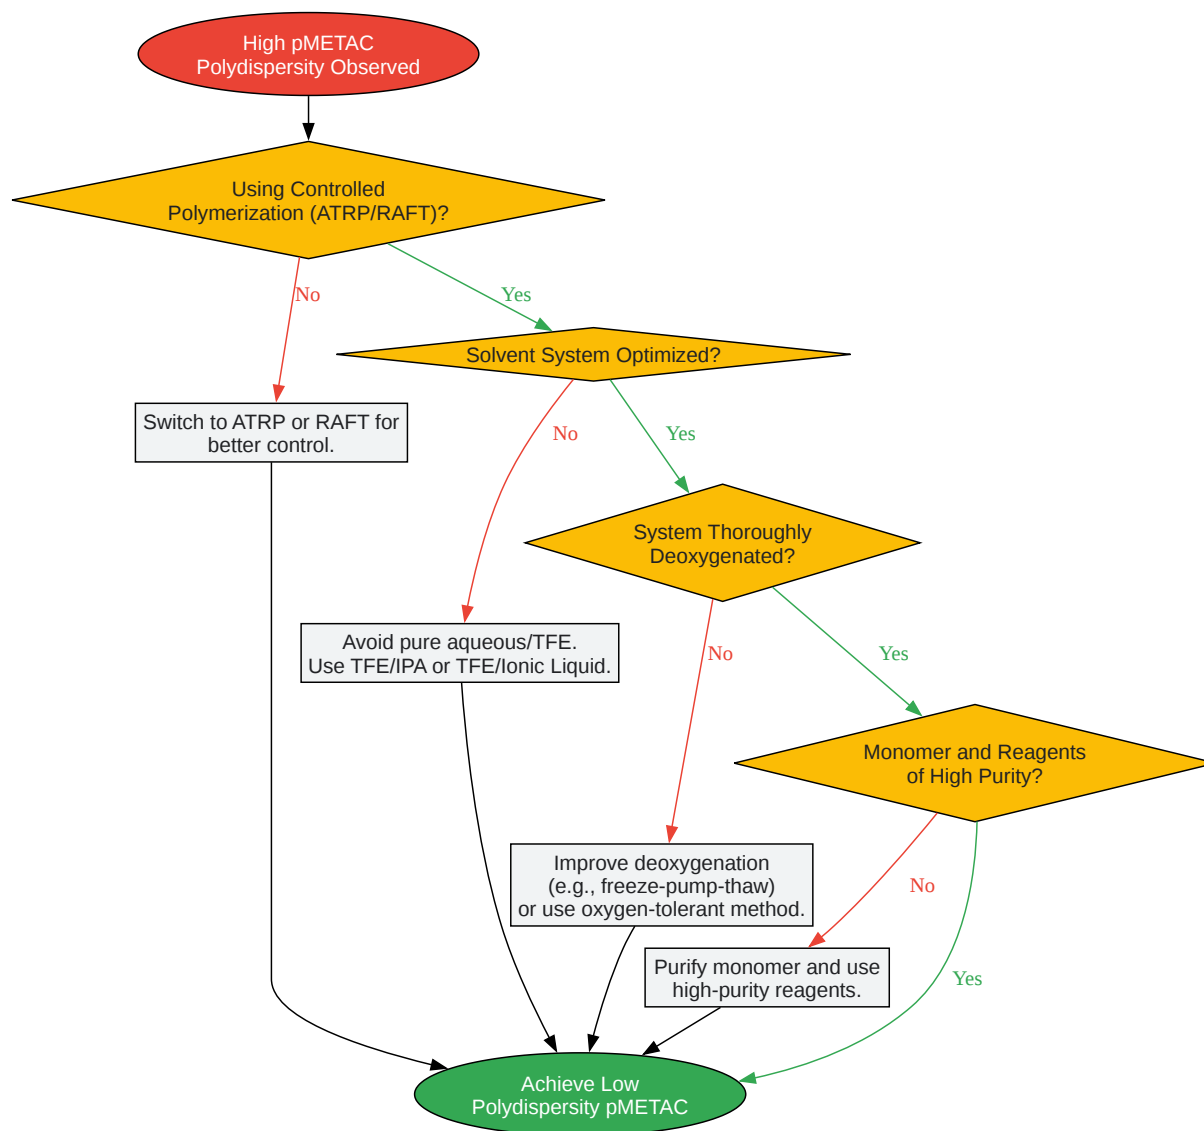 High pMETAC
Polydispersity Observed
Using Controlled
Polymerization (ATRP/RAFT)?
No
Yes
Solvent System Optimized?
Switch to ATRP or RAFT for
better control.
No
Yes
System Thoroughly
Deoxygenated?
Avoid pure aqueous/TFE.
Use TFE/IPA or TFE/Ionic Liquid.
No
Yes
Monomer and Reagents
of High Purity?
Improve deoxygenation
(e.g., freeze-pump-thaw)
or use oxygen-tolerant method.
No
Purify monomer and use
high-purity reagents.
Yes
Achieve Low
Polydispersity pMETAC